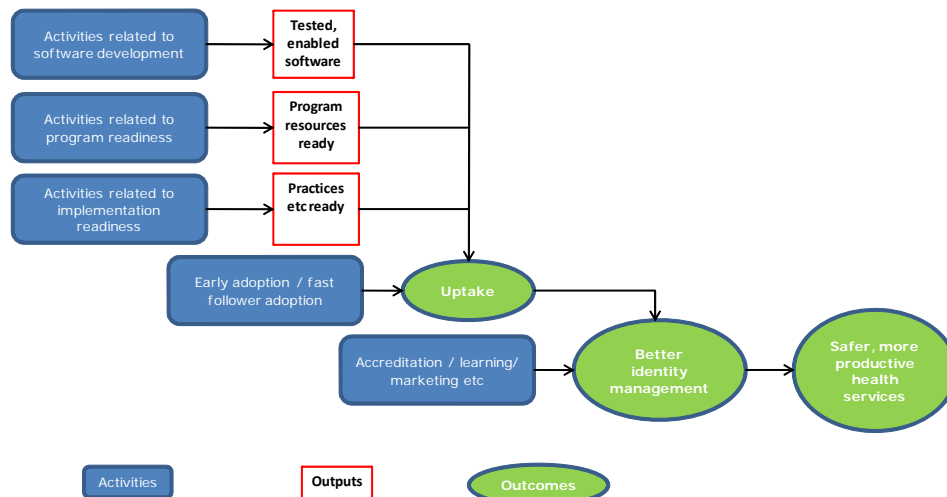 Activities related to
software development
Tested,
enabled
software
Activities related to
program readiness
Program
resources
ready
Activities related to
implementation
readiness
Practices
etc ready
Early adoption / fast
follower adoption
Uptake
Accreditation / learning/
marketing etc
Better
identity
management
Safer, more
productive
health
services
Activities
Outputs
Outcomes